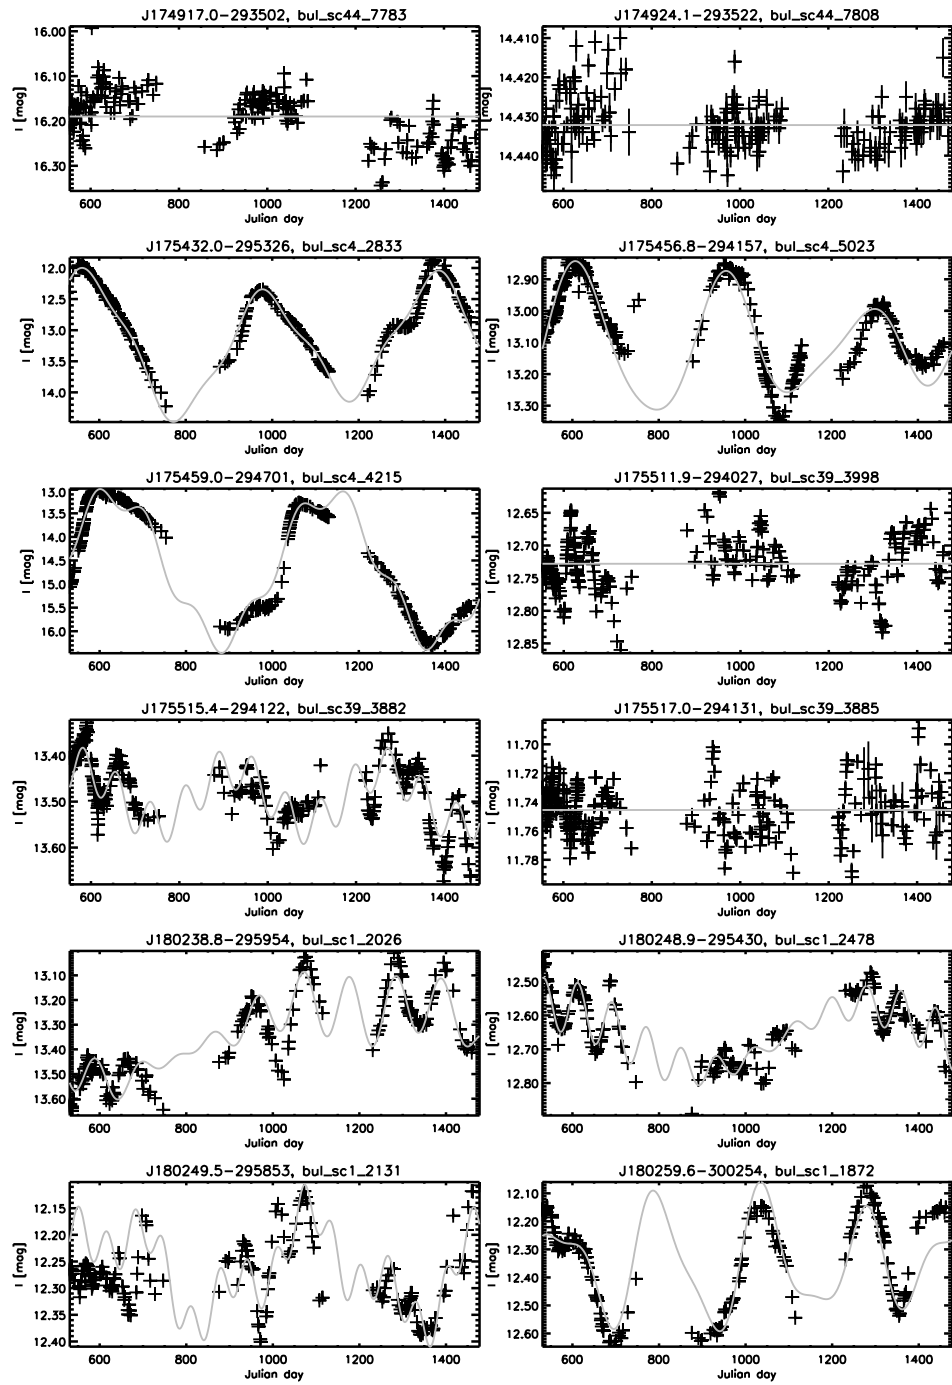 J174917.0−293502, bul_sc44_7783
16.00
16.10
16.20
16.30
I [mag]
600 800 1000 1200 1400
Julian day
J174924.1−293522, bul_sc44_7808
14.410
14.420
14.430
14.440
I [mag]
600 800 1000 1200 1400
Julian day
J175432.0−295326, bul_sc4_2833
12.0
12.5
13.0
13.5
14.0
I [mag]
600 800 1000 1200 1400
Julian day
J175456.8−294157, bul_sc4_5023
12.90
13.00
13.10
13.20
13.30
I [mag]
600 800 1000 1200 1400
Julian day
J175459.0−294701, bul_sc4_4215
13.0
13.5
14.0
14.5
15.0
15.5
16.0
I [mag]
600 800 1000 1200 1400
Julian day
J175511.9−294027, bul_sc39_3998
12.65
12.70
12.75
12.80
12.85
I [mag]
600 800 1000 1200 1400
Julian day
J175515.4−294122, bul_sc39_3882
13.40
13.50
13.60
I [mag]
600 800 1000 1200 1400
Julian day
J175517.0−294131, bul_sc39_3885
11.70
11.72
11.74
11.76
11.78
I [mag]
600 800 1000 1200 1400
Julian day
J180238.8−295954, bul_sc1_2026
13.10
13.20
13.30
13.40
13.50
13.60
I [mag]
600 800 1000 1200 1400
Julian day
J180248.9−295430, bul_sc1_2478
12.50
12.60
12.70
12.80
I [mag]
600 800 1000 1200 1400
Julian day
J180249.5−295853, bul_sc1_2131
12.15
12.20
12.25
12.30
12.35
12.40
I [mag]
600 800 1000 1200 1400
Julian day
J180259.6−300254, bul_sc1_1872
12.10
12.20
12.30
12.40
12.50
12.60
I [mag]
600 800 1000 1200 1400
Julian day